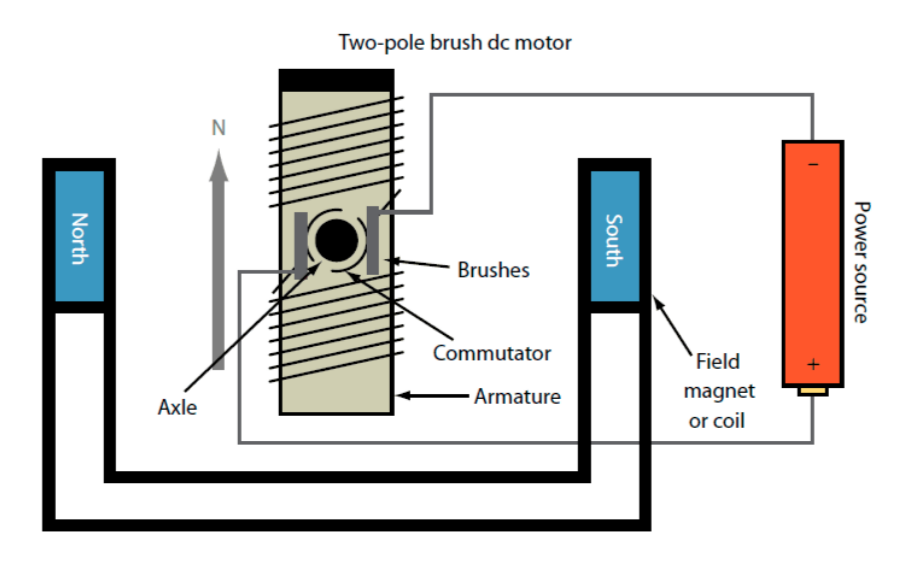 Two-pole brush dc motor
N
North
South
−
Power source
Brushes
Commutator
+
Field
magnet
or coil
Axle
Armature